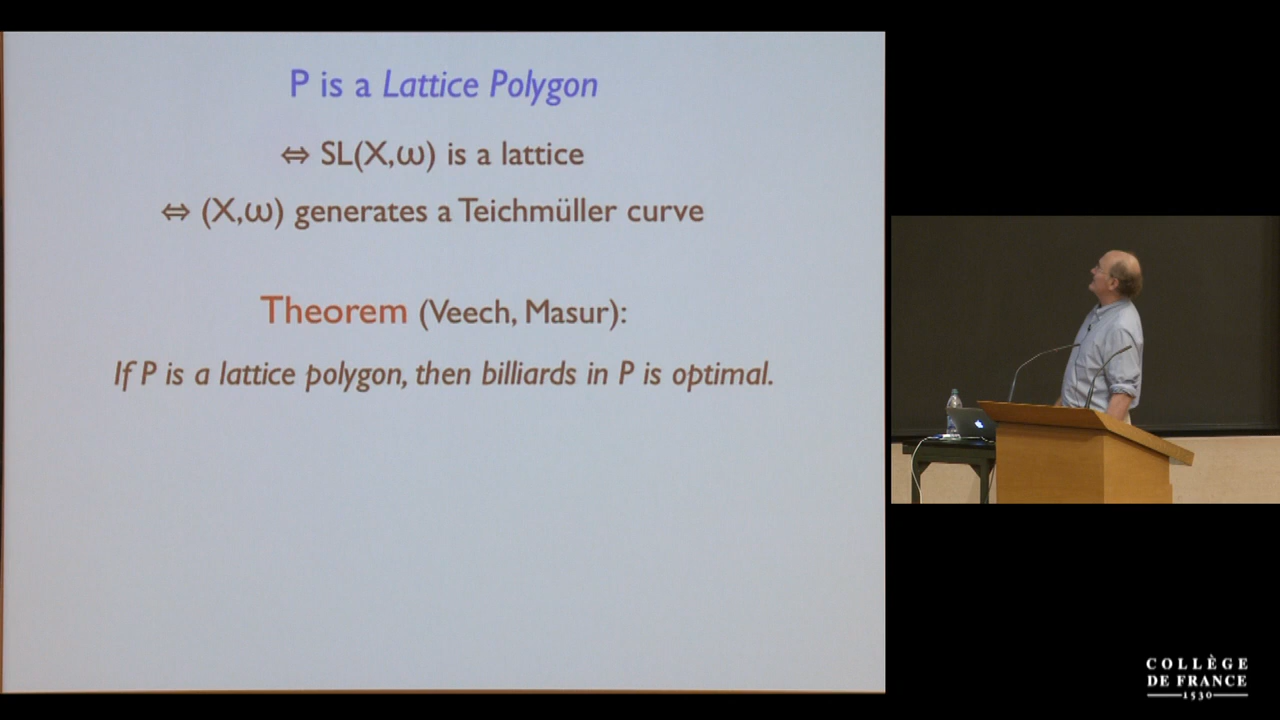 P is a Lattice Polygon
⇔ SL(X,ω) is a lattice
⇔ (X,ω) generates a Teichmüller curve
Theorem (Veech, Masur):
If P is a lattice polygon, then billiards in P is optimal.
COLLÈGE
DE FRANCE
1530